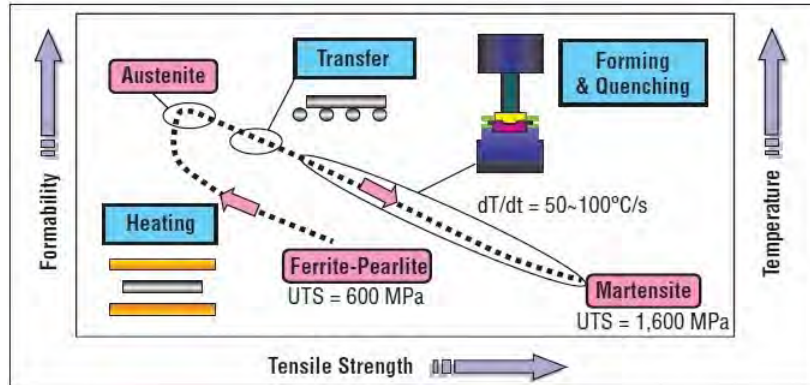 Formability
Austenite
Transfer
Forming
& Quenching
dT/dt = 50~100°C/s
Heating
Ferrite-Pearlite
UTS = 600 MPa
Martensite
UTS = 1,600 MPa
Temperature
Tensile Strength